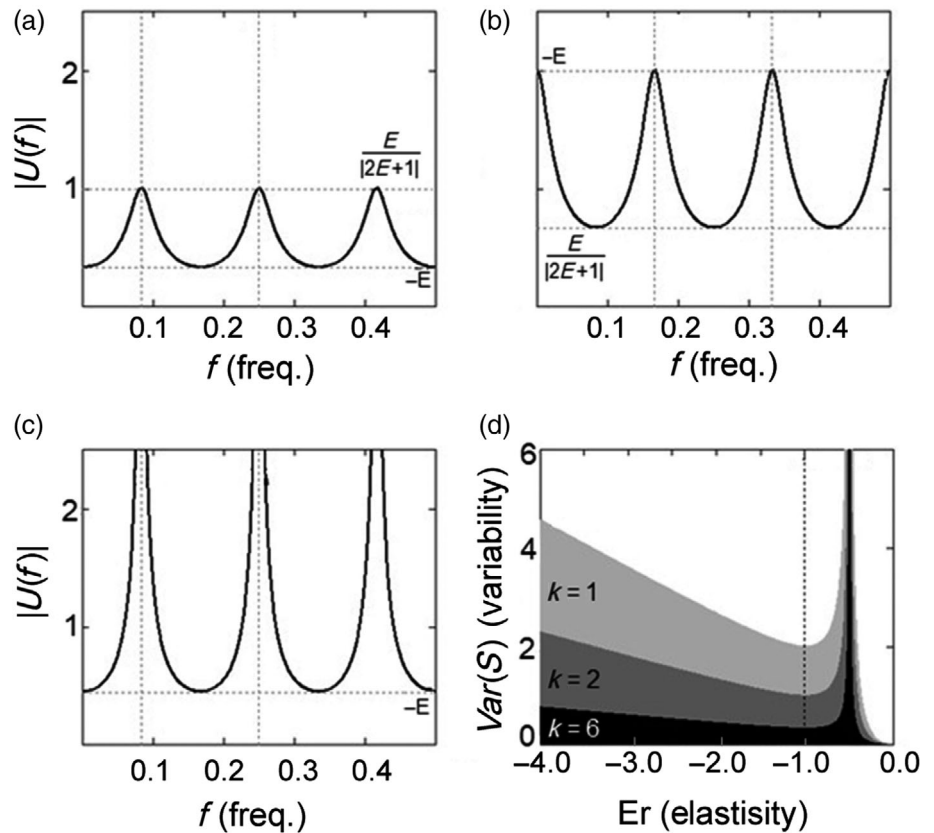 (a)
2
1
|U(f)|
E
|2E+1|
–E
0.1 0.2 0.3 0.4
f (freq.)
(b)
–E
E
|2E+1|
0.1 0.2 0.3 0.4
f (freq.)
(c)
2
1
|U(f)|
–E
0.1 0.2 0.3 0.4
f (freq.)
(d)
6
4
2
0
Var(S) (variability)
k = 1
k = 2
k = 6
–4.0 –3.0 –2.0 –1.0 0.0
Er (elastisity)